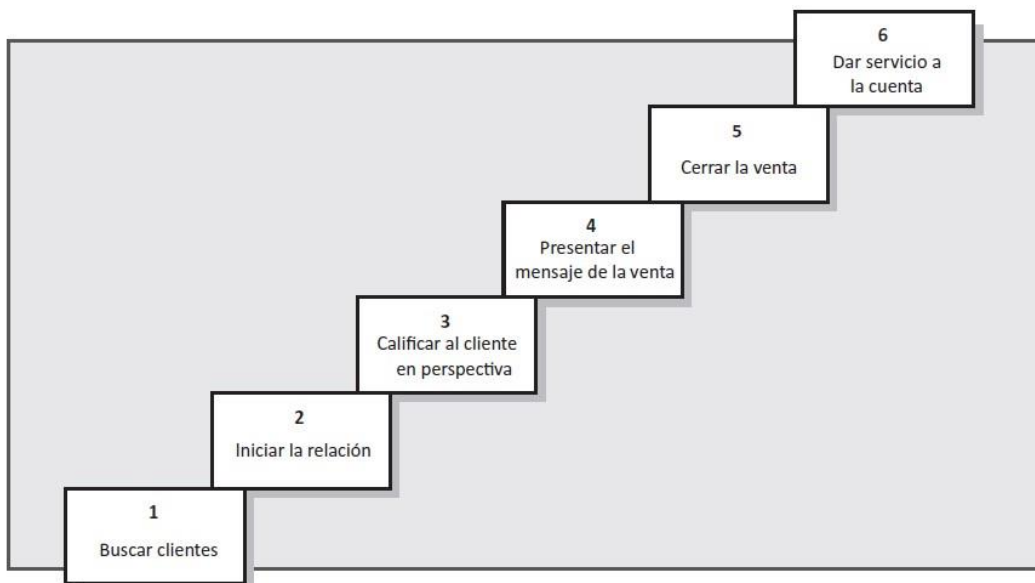 1
Buscar clientes
2
Iniciar la relación
3
Calificar al cliente
en perspectiva
4
Presentar el
mensaje de la venta
5
Cerrar la venta
6
Dar servicio a
la cuenta